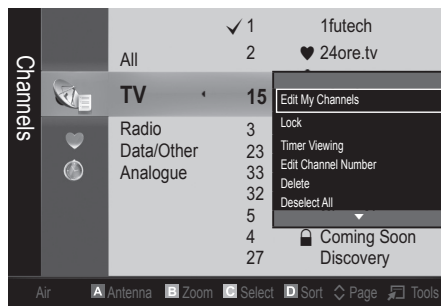 Channels
All
TV
Radio
Data/Other
Analogue
1 1futech
2 24ore.tv
15
3
23
33
32
5
4 Coming Soon
27 Discovery
Edit My Channels
Lock
Timer Viewing
Edit Channel Number
Delete
Deselect All
Air A Antenna B Zoom C Select D Sort Page Tools